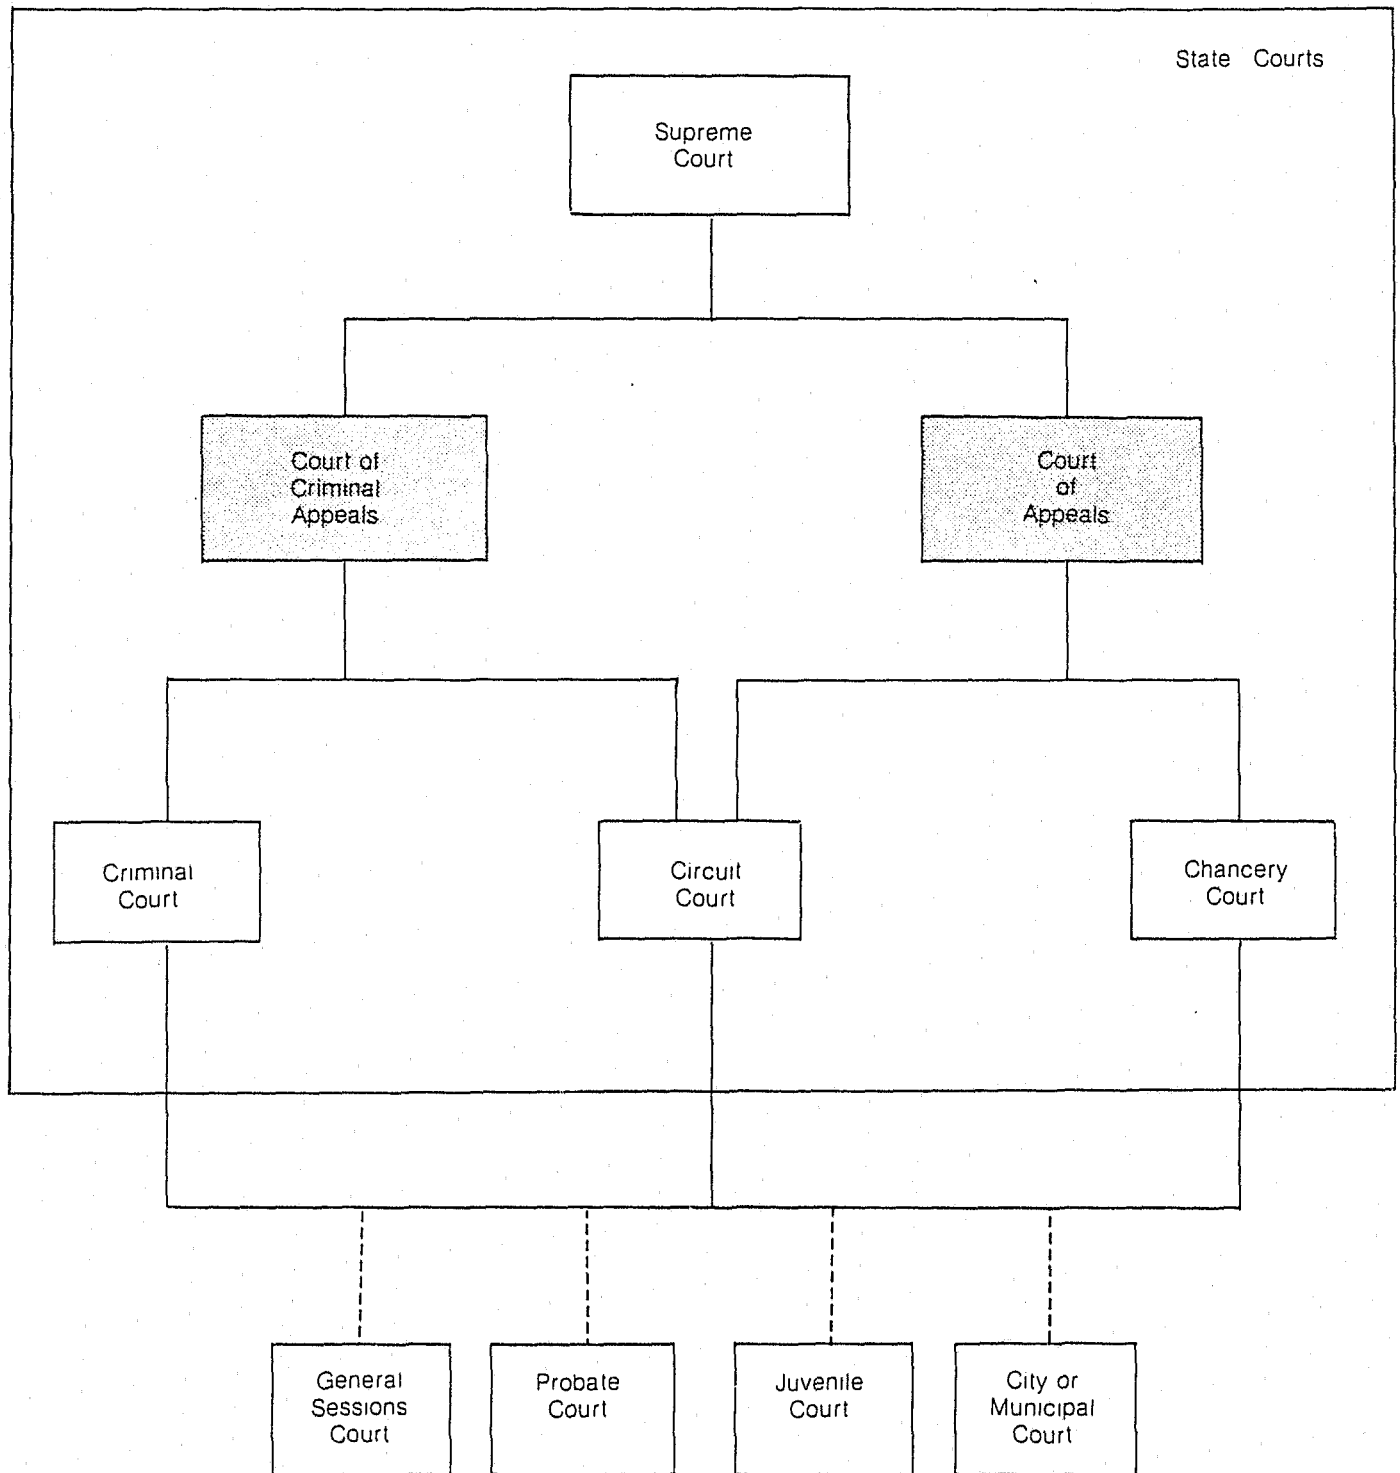 State Courts
Supreme
Court
Court of
Criminal
Appeals
Court
of
Appeals
Criminal
Court
Circuit
Court
Chancery
Court
General
Sessions
Court
Probate
Court
Juvenile
Court
City or
Municipal
Court